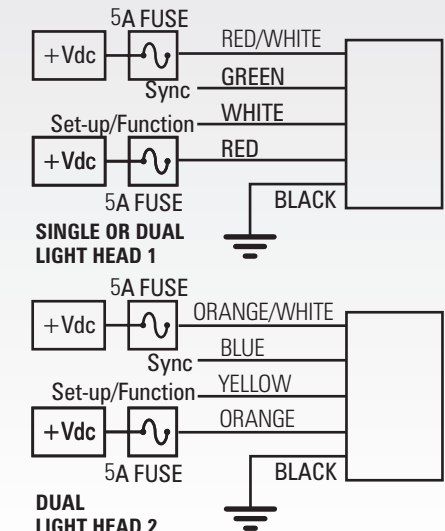 5A FUSE
+Vdc
RED/WHITE
Sync
GREEN
Set-up/Function
WHITE
+Vdc
RED
5A FUSE
BLACK
SINGLE OR DUAL
LIGHT HEAD 1
5A FUSE
+Vdc
ORANGE/WHITE
Sync
BLUE
Set-up/Function
YELLOW
+Vdc
ORANGE
5A FUSE
BLACK
DUAL
LIGHT HEAD 2